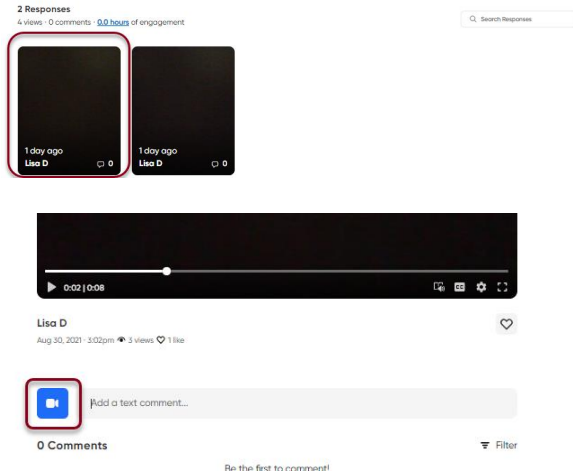 2 Responses
4 views · 0 comments · 0.0 hours of engagement
Search Responses
1 day ago
Lisa D 0
1 day ago
Lisa D 0
0:02 | 0:08
CC
Lisa D
Aug 30, 2021 · 3:02pm 3 views 1 like
Add a text comment...
0 Comments
Filter
Be the first to comment!